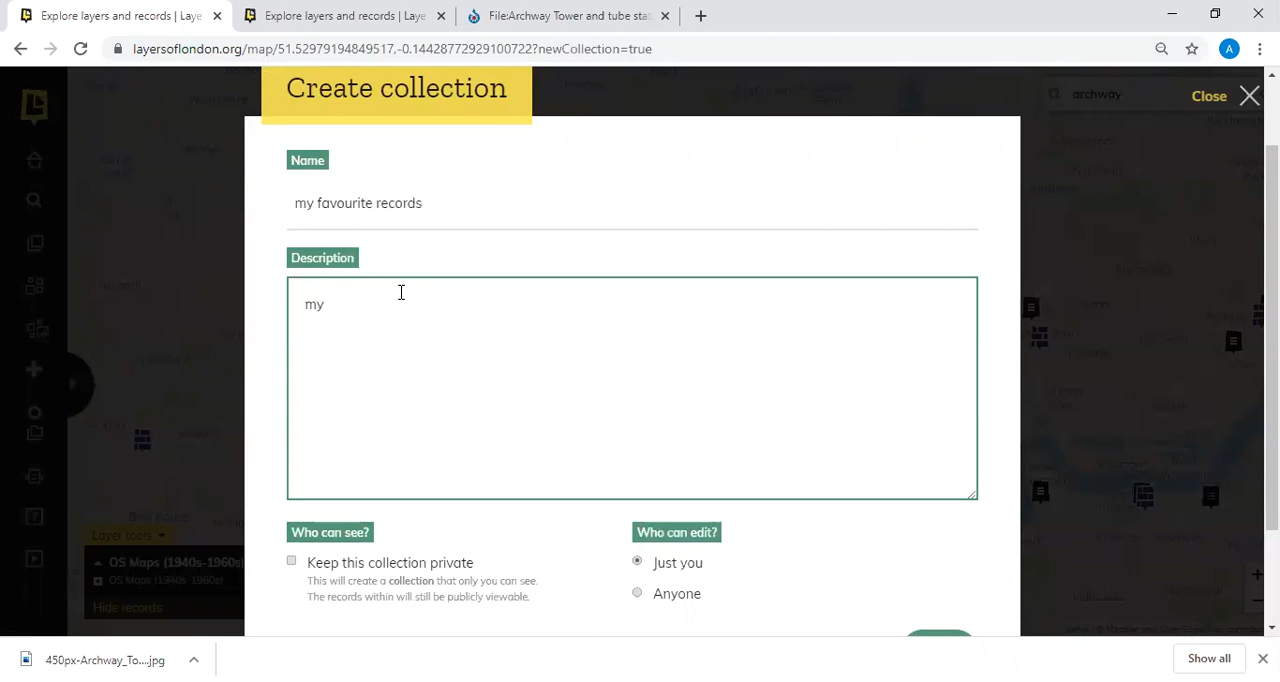 Explore layers and records | Laye
Explore layers and records | Laye
File:Archway Tower and tube stat
layersoflondon.org/map/51.52979194849517,-0.14428772929100722?newCollection=true
A
Create collection
archway
Close
Name
my favourite records
Description
my
Who can see?
Who can edit?
Keep this collection private
Just you
This will create a collection that only you can see.
The records within will still be publicly viewable.
Anyone
Layer tools
OS Maps (1940s-1960s)
OS Maps (1940s-1960s)
Hide records
450px-Archway_To....jpg
Show all